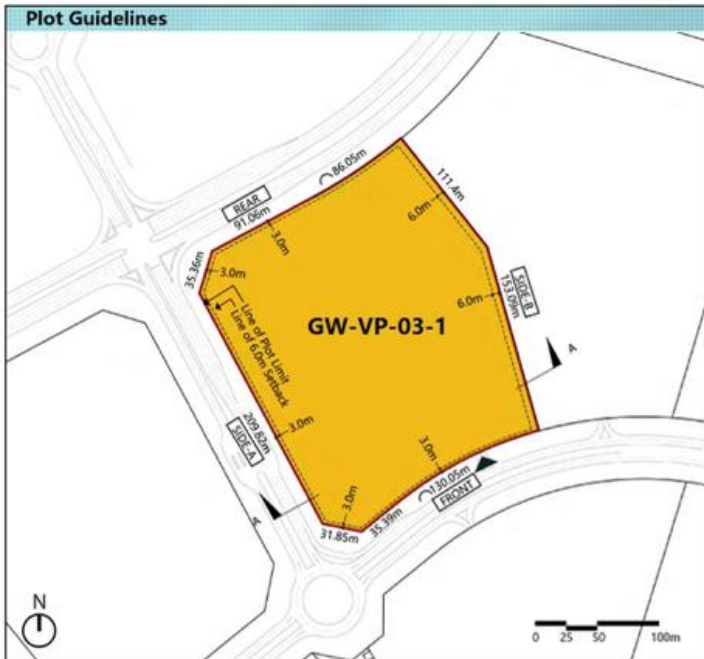 Plot Guidelines
86.05m
REAR
91.06m
111.4m
3.0m
6.0m
35.36m
3.0m
SIDE-B
153.09m
6.0m
GW-VP-03-1
Line of Plot Limit
Line of 6.0m Setback
A
SIDE-A
209.82m
3.0m
3.0m
130.05m
FRONT
A'
3.0m
35.39m
31.85m
N
0 25 50 100m